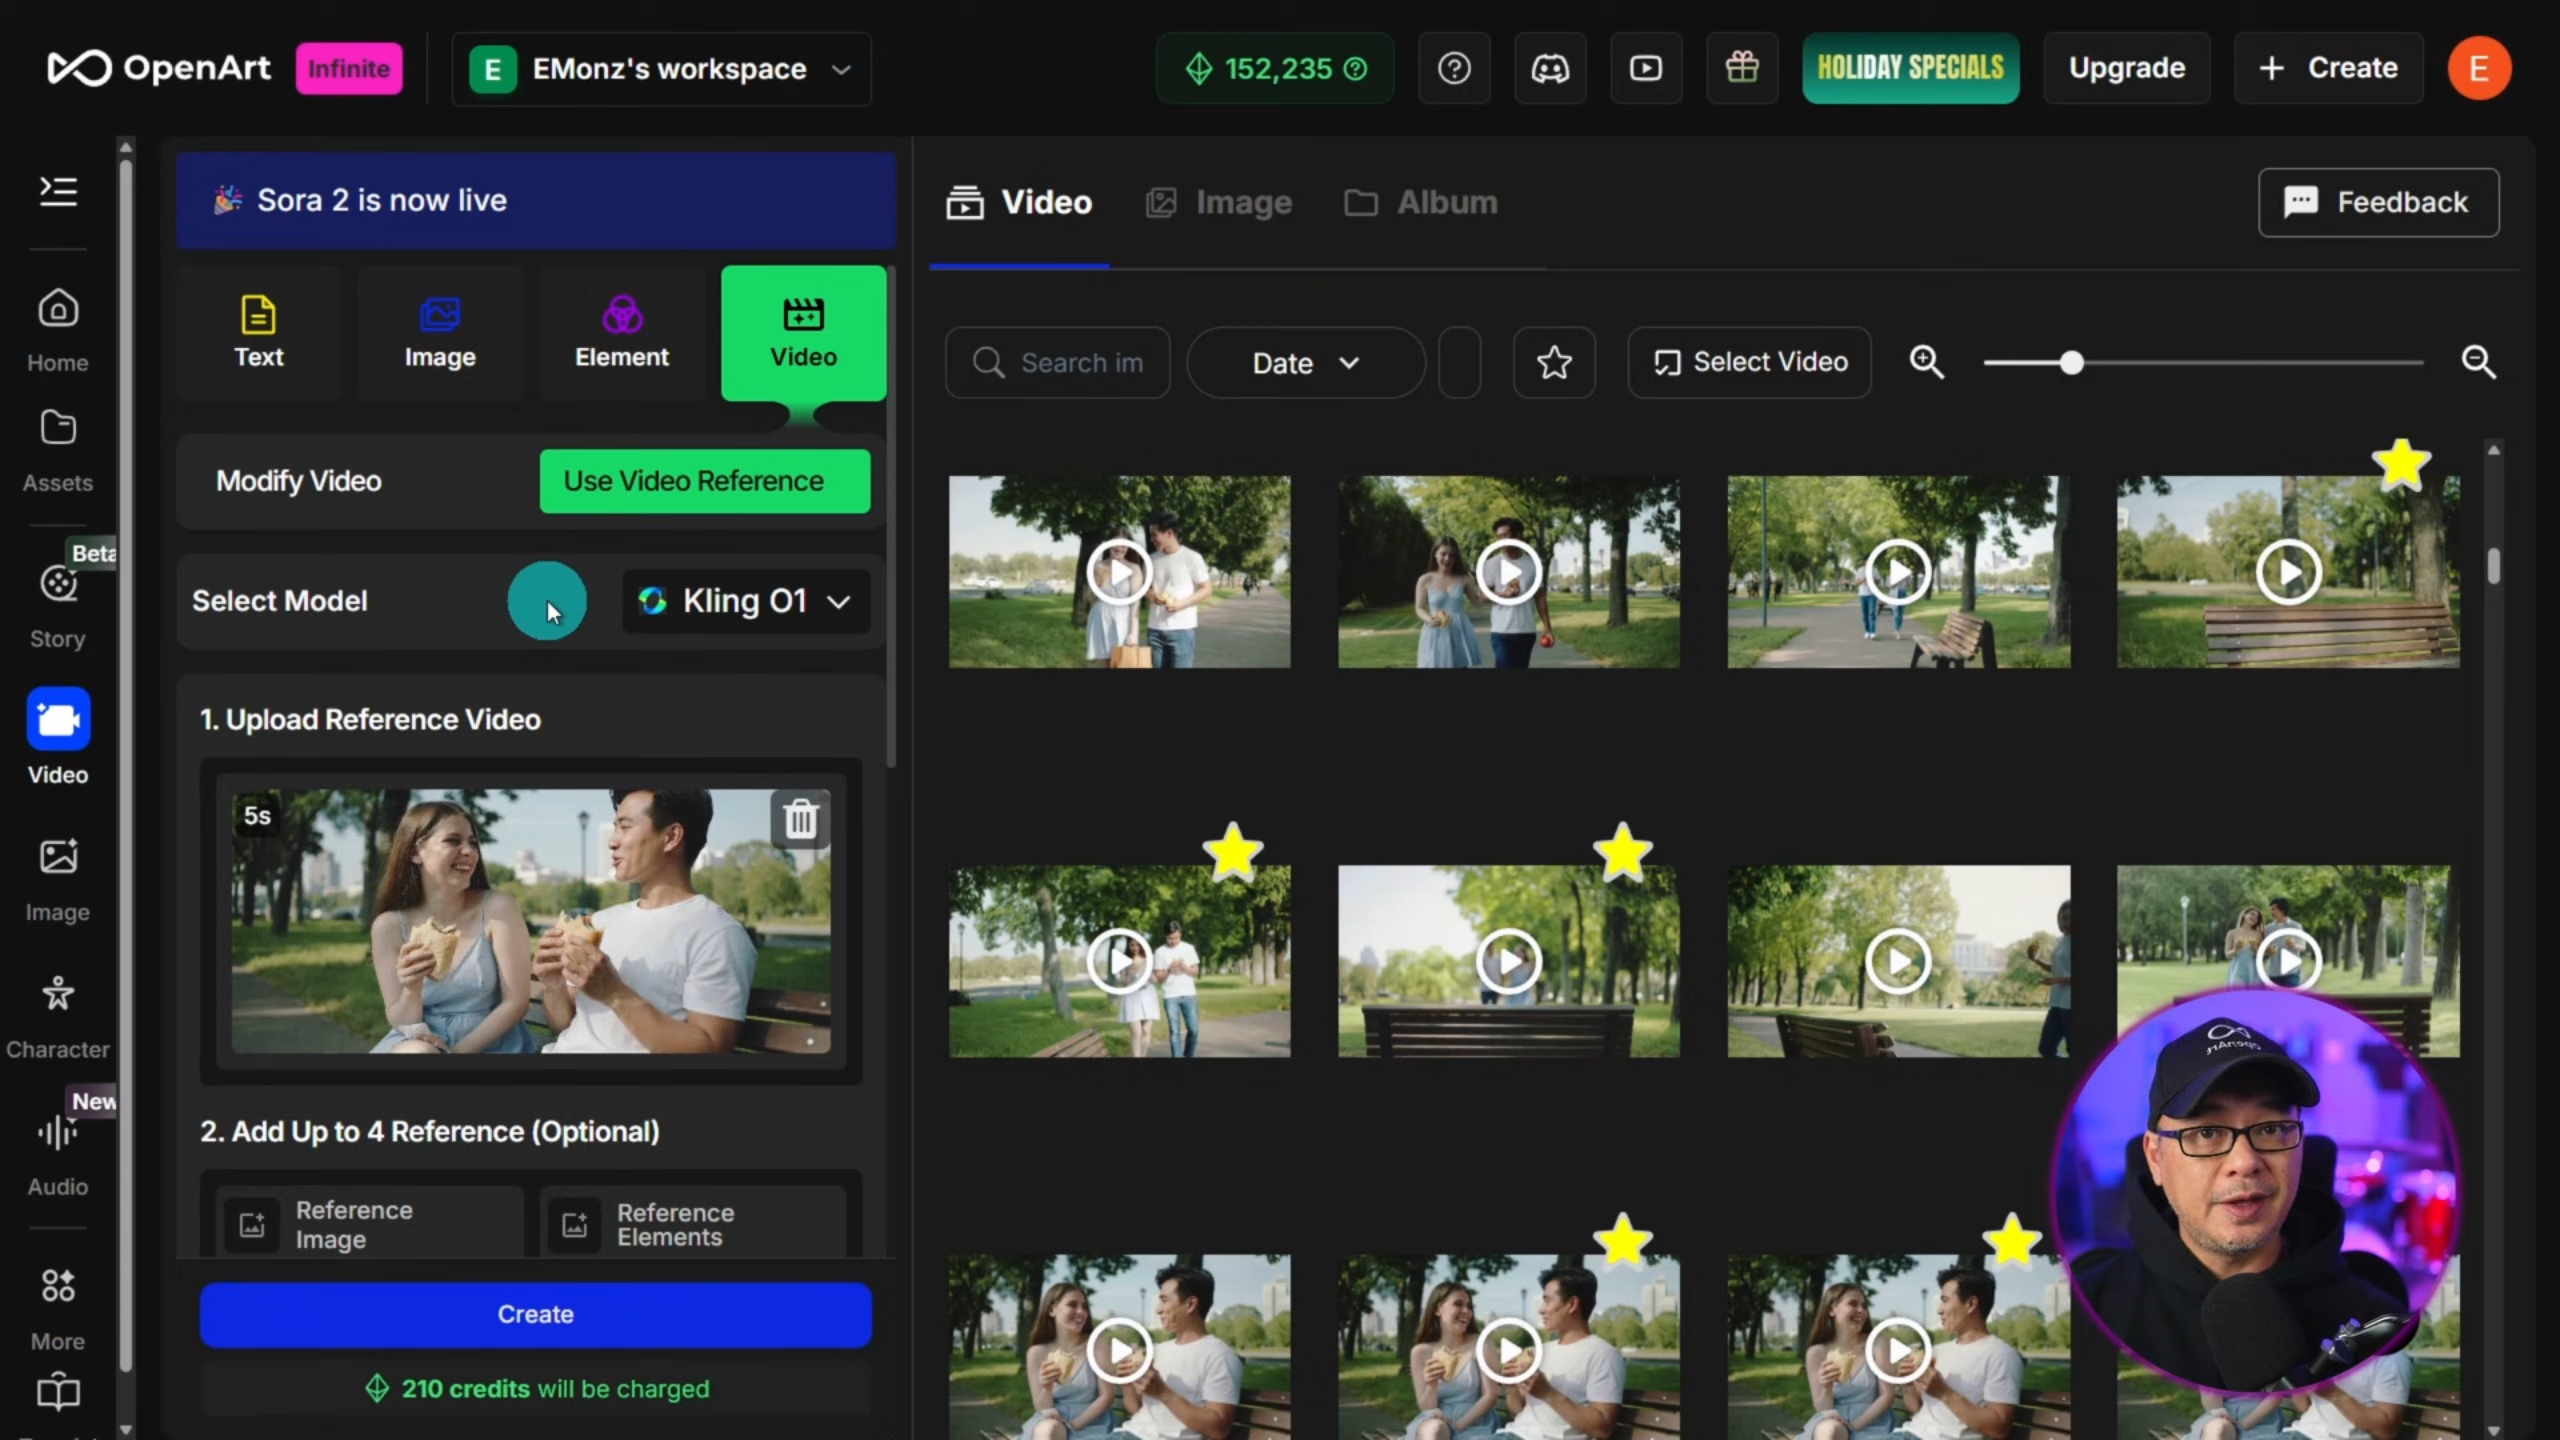 OpenArt Infinite E EMonz's workspace 152,235 HOLIDAY SPECIALS Upgrade + Create E
Sora 2 is now live
Video Image Album Feedback
Text Image Element Video
Search im Date Select Video
Modify Video Use Video Reference
Select Model Kling O1
1. Upload Reference Video
5s
2. Add Up to 4 Reference (Optional)
Reference
Image
Reference
Elements
Create
210 credits will be charged
Home
Assets
Beta
Story
Video
Image
Character
New
Audio
More
OpenArt